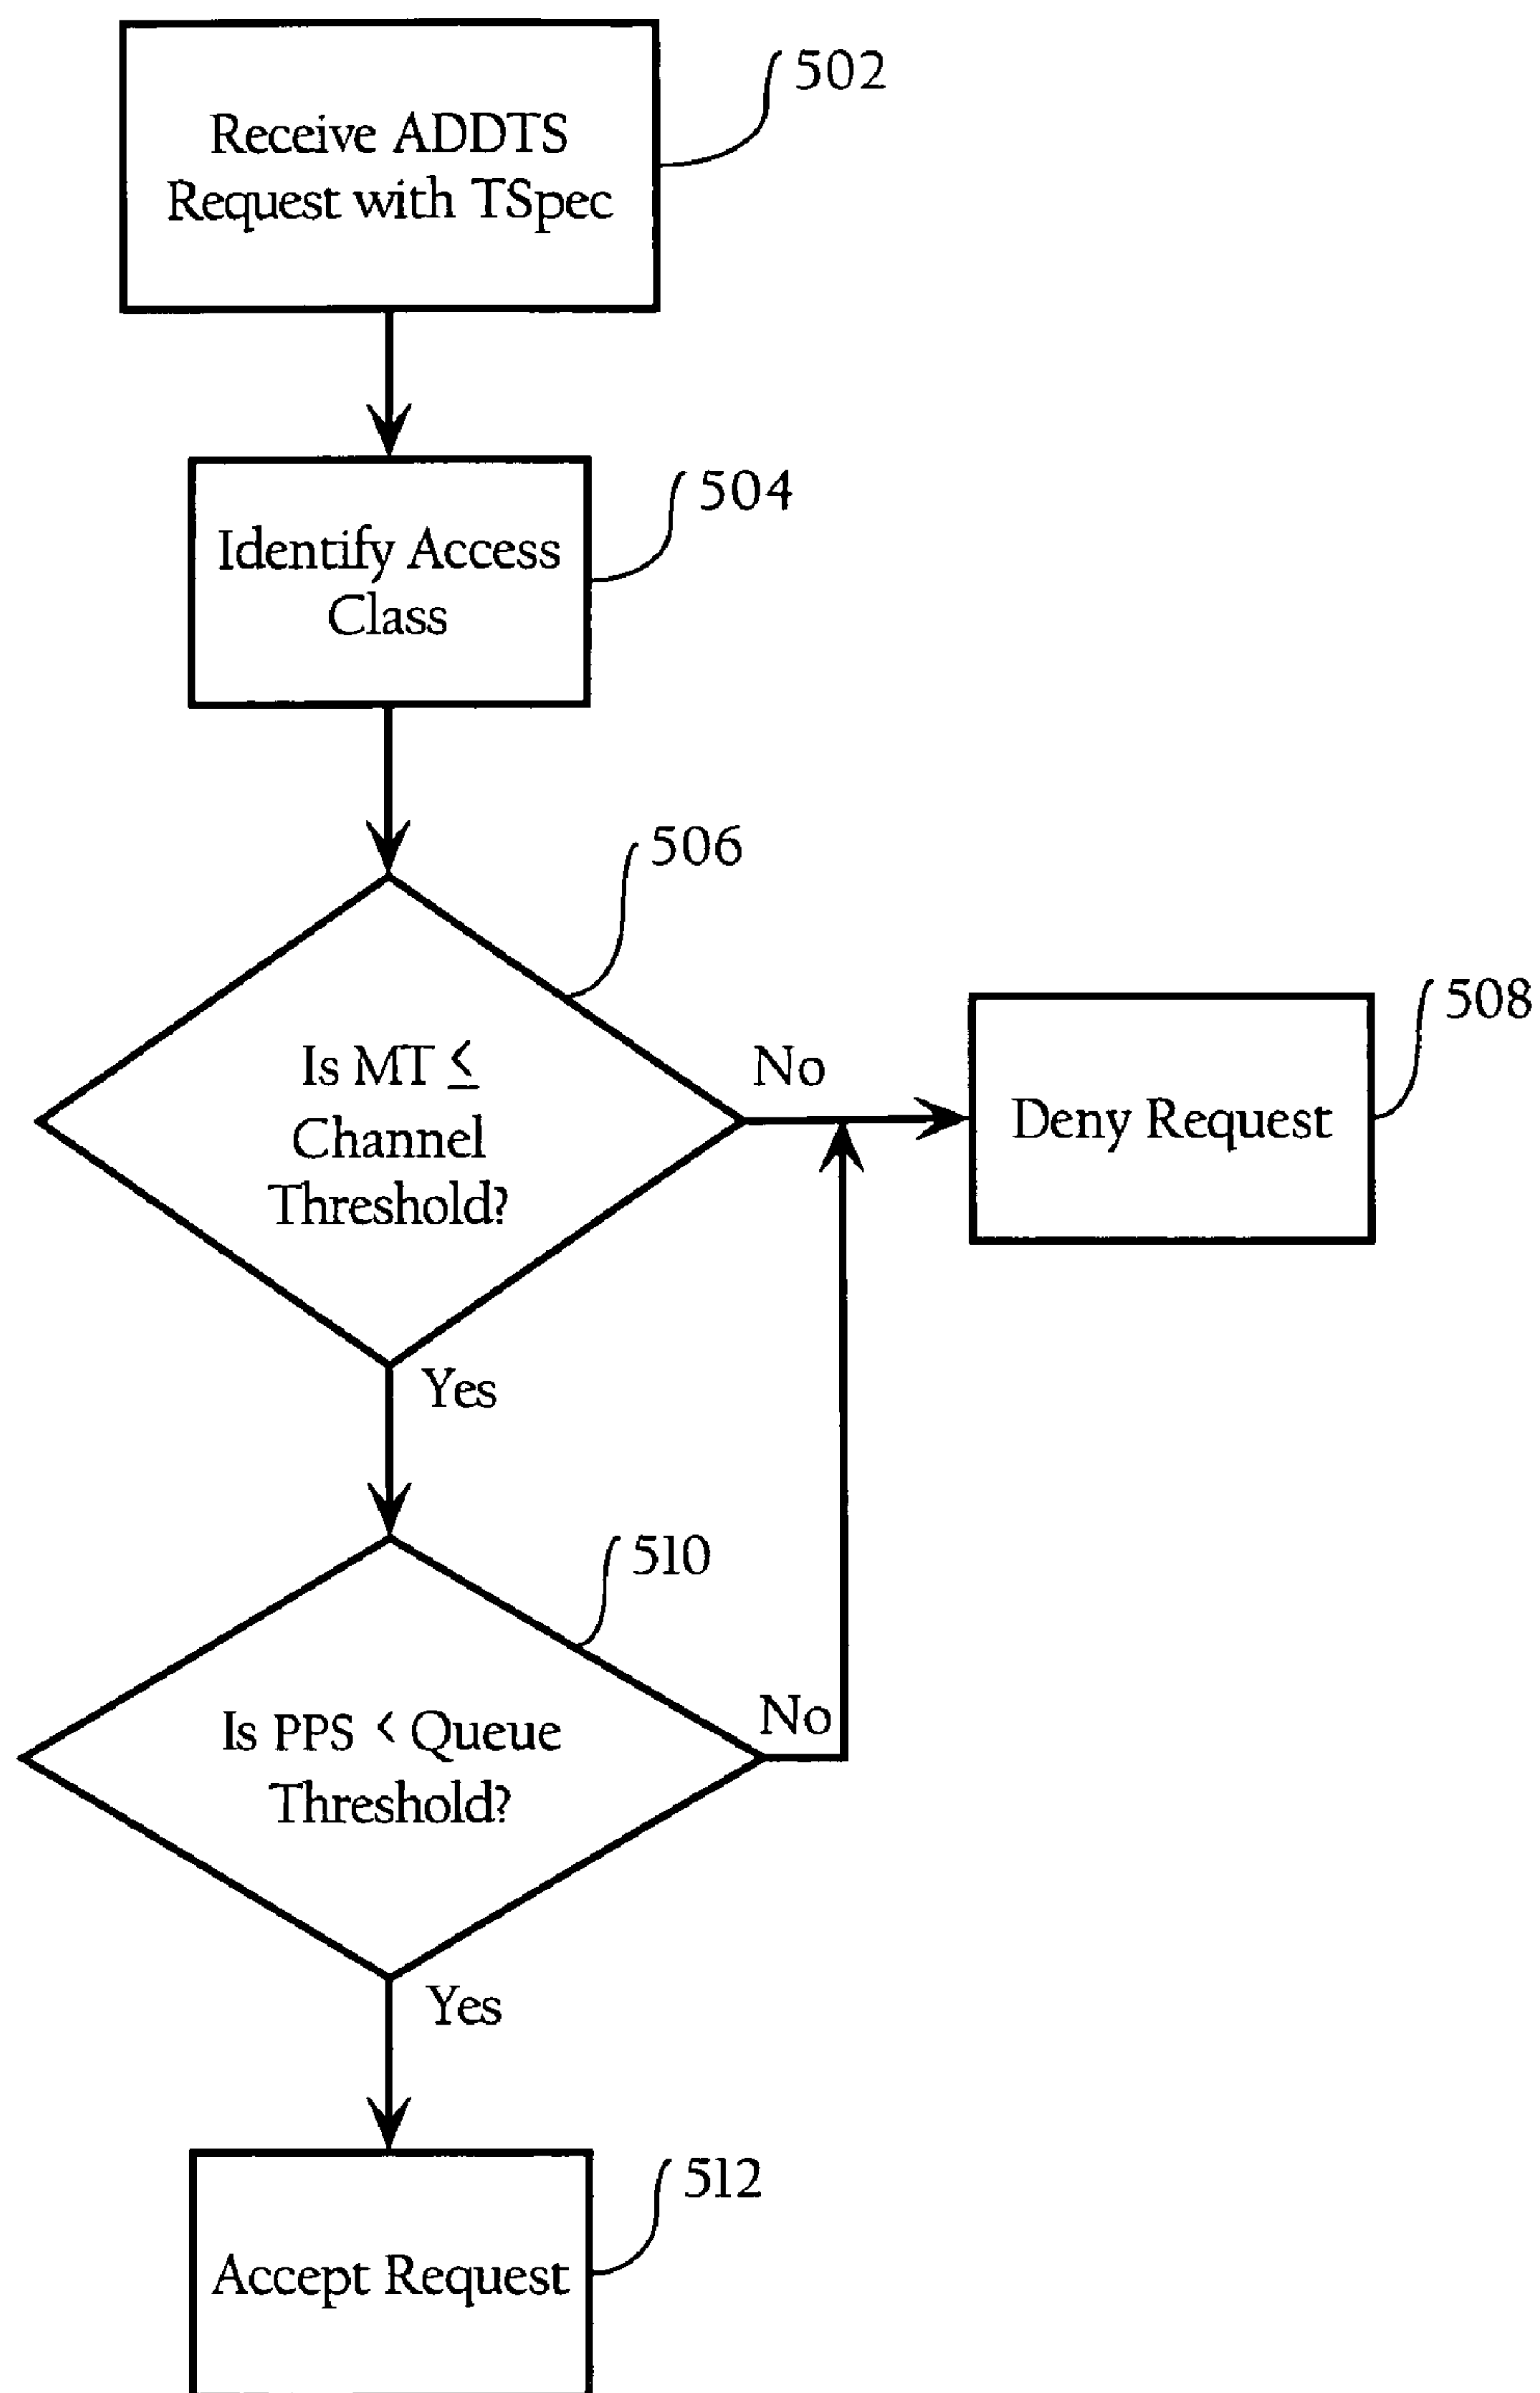 502
Receive ADDTS
Request with TSpec
504
Identify Access
Class
506
Is MT ≤
Channel
Threshold?
No
508
Deny Request
Yes
510
Is PPS < Queue
Threshold?
No
Yes
512
Accept Request